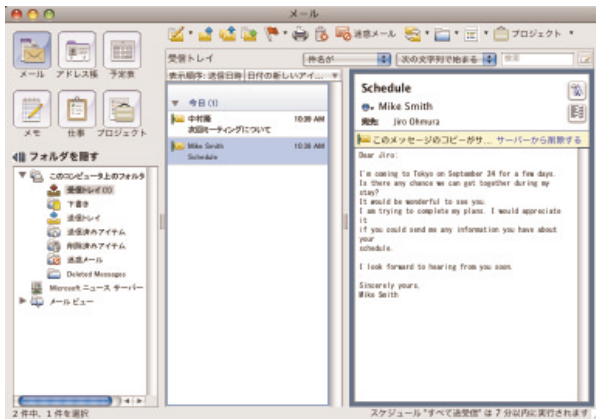 メール
メール アドレス帳 予定表
メモ 仕事 プロジェクト
フォルダを隠す
このコンピュータ上のフォルダ
受信トレイ (1)
下書き
送信トレイ
送信済みアイテム
削除済みアイテム
迷惑メール
Deleted Messages
Microsoft ニュース サーバー
メール ビュー
2 件中、1 件を選択
迷惑メール
プロジェクト
受信トレイ
件名が
次の文字列で始まる
検索
表示順序: 送信日時
日付の新しいアイ...
今日 (1)
中村隆 10:39 AM
次回ミーティングについて
Mike Smith 10:36 AM
Schedule
Schedule
Mike Smith
宛先: Jiro Ohmura
このメッセージのコピーがサ... サーバーから削除する
Dear Jiro:
I'm coming to Tokyo on September 24 for a few days.
Is there any chance we can get together during my
stay?
It would be wonderful to see you.
I am trying to complete my plans. I would appreciate
it
if you could send me any information you have about
your
schedule.
I look forward to hearing from you soon.
Sincerely yours,
Mike Smith
スケジュール "すべて送受信" は 7 分以内に実行されます